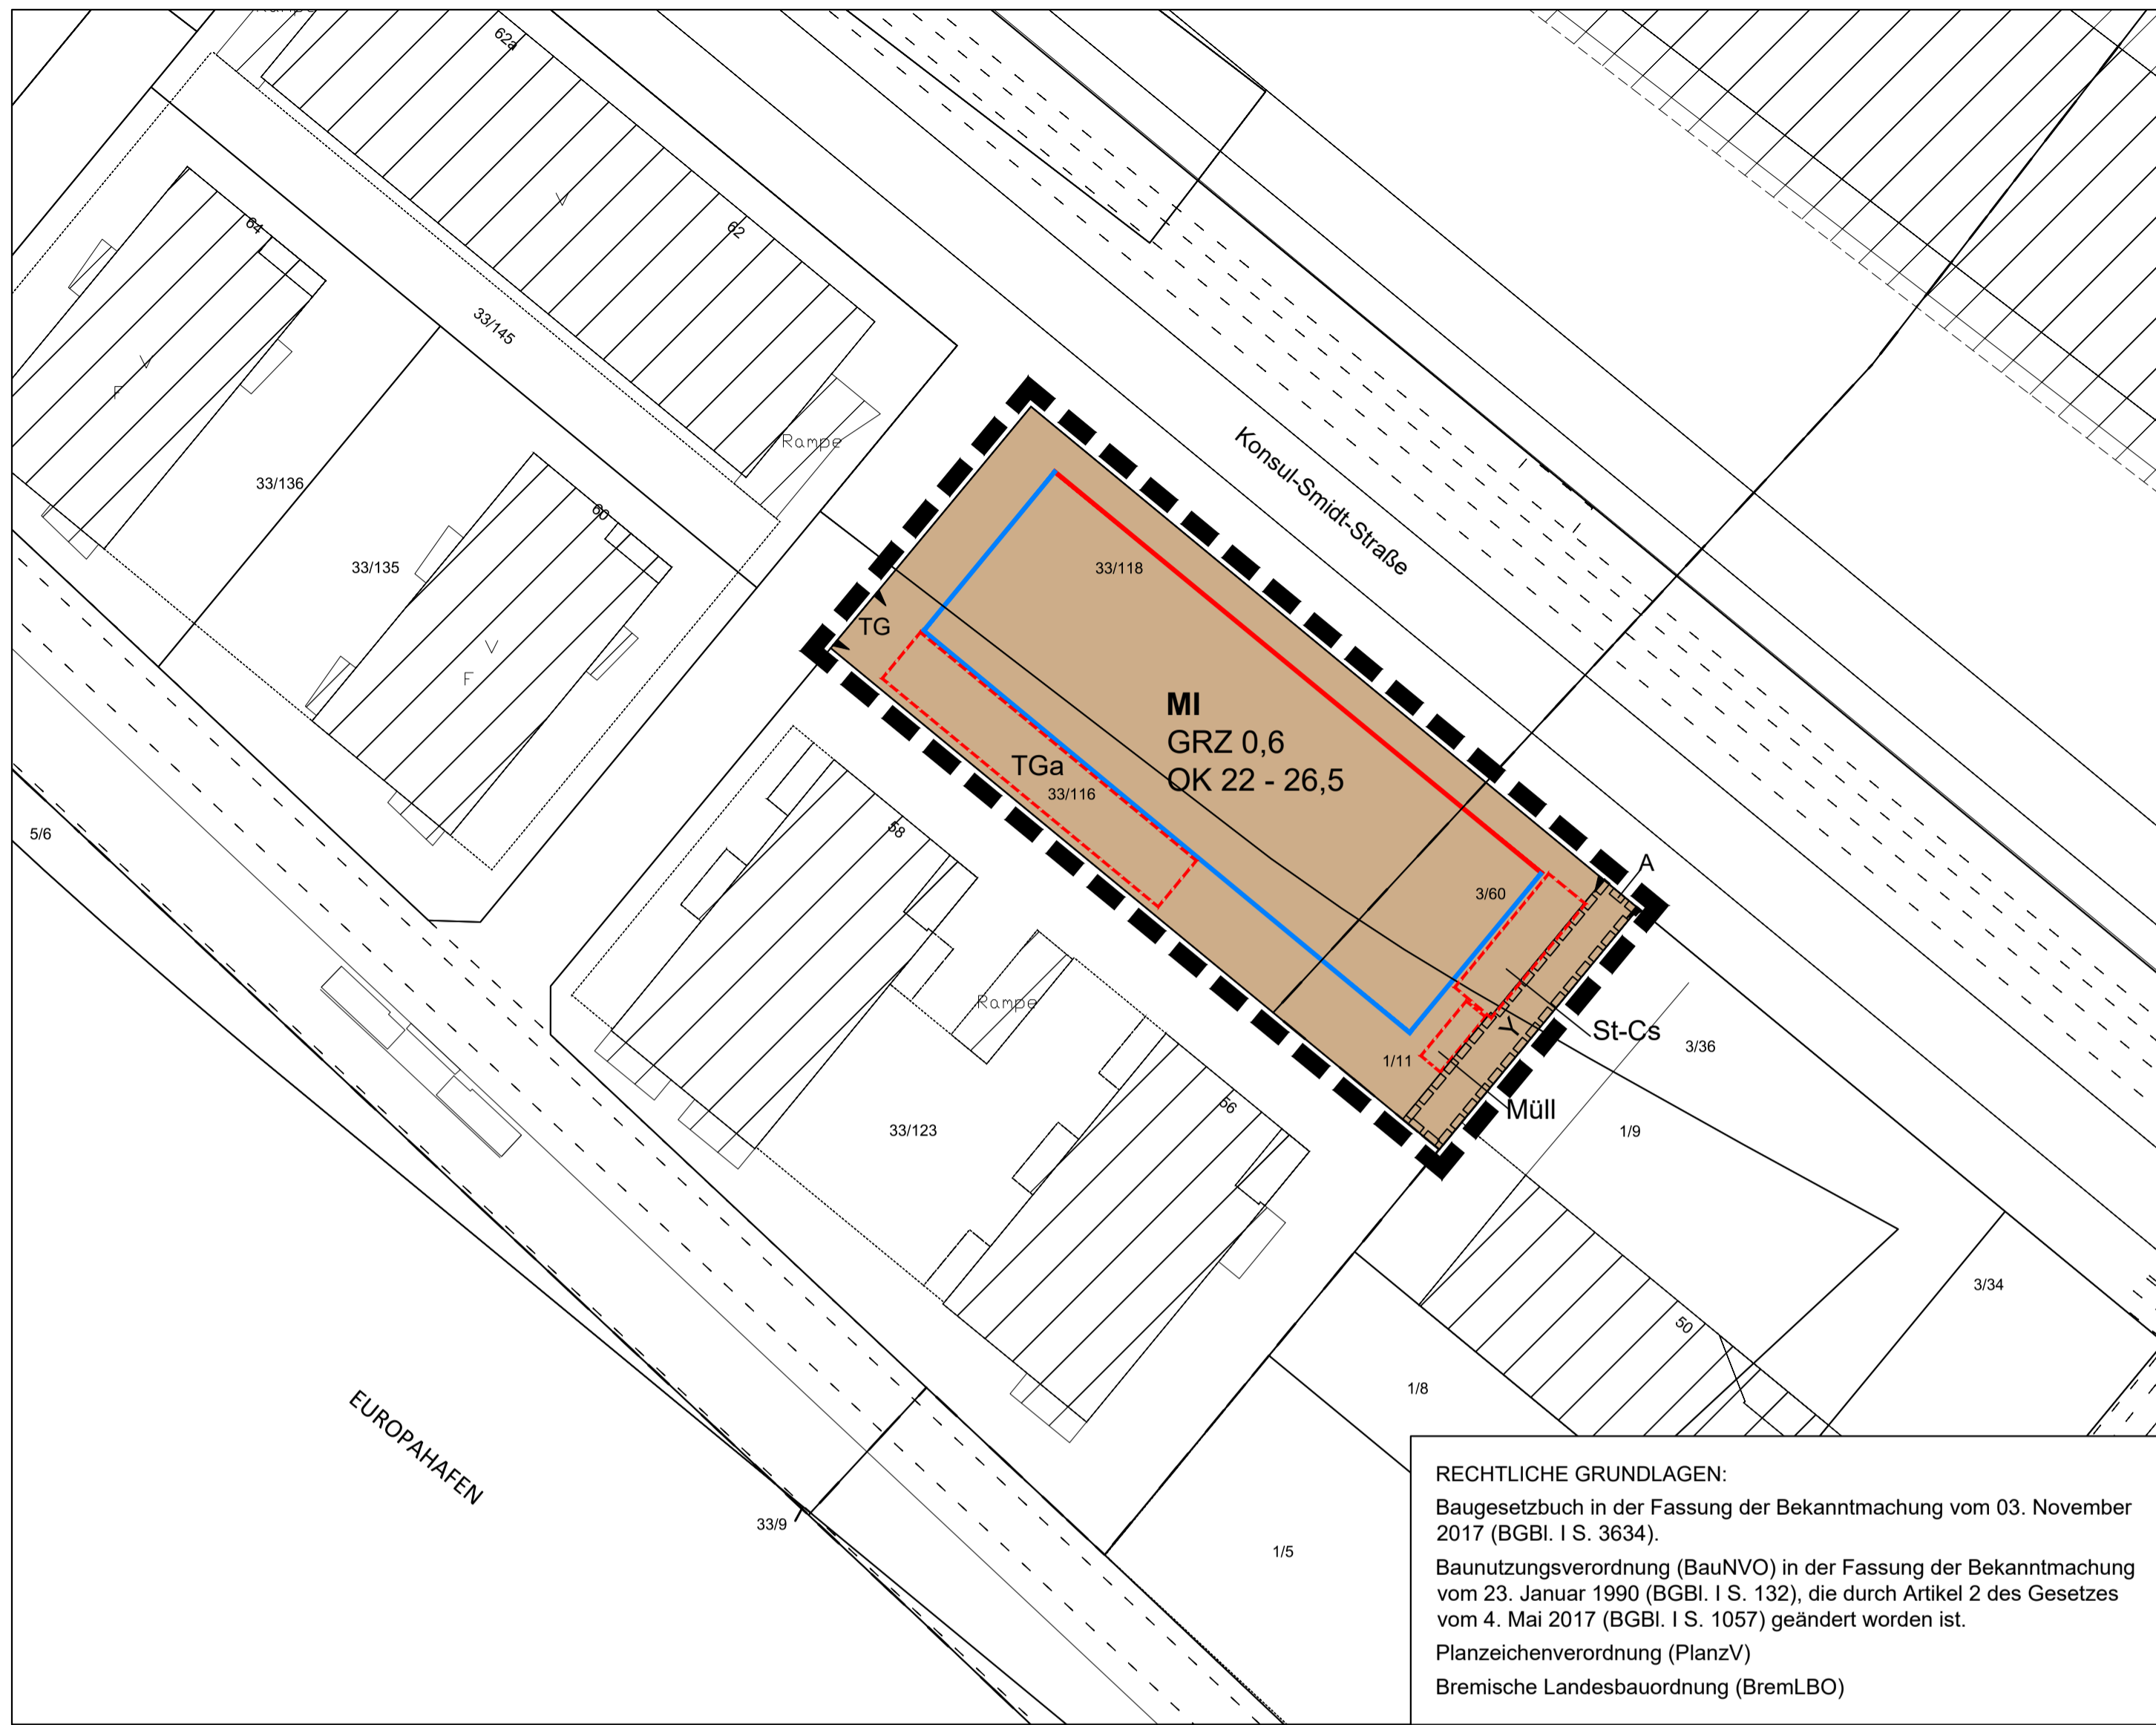 Rampe
62a
62
64
33/145
Rampe
V
V
F
33/136
60
33/135
V
F
Konsul-Smidt-Straße
33/118
TG
MI
GRZ 0,6
OK 22 - 26,5
TGa
33/116
A
3/60
5/6
58
Rampe
Y
St-Cs
3/36
1/11
Müll
56
33/123
1/9
3/34
50
1/8
EUROPAHAFEN
33/9
1/5
RECHTLICHE GRUNDLAGEN:
Baugesetzbuch in der Fassung der Bekanntmachung vom 03. November
2017 (BGBl. I S. 3634).
Baunutzungsverordnung (BauNVO) in der Fassung der Bekanntmachung
vom 23. Januar 1990 (BGBl. I S. 132), die durch Artikel 2 des Gesetzes
vom 4. Mai 2017 (BGBl. I S. 1057) geändert worden ist.
Planzeichenverordnung (PlanzV)
Bremische Landesbauordnung (BremLBO)